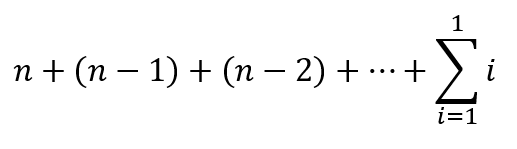 n + (n − 1) + (n − 2) + ⋯ + ∑_{i=1}^{1} i